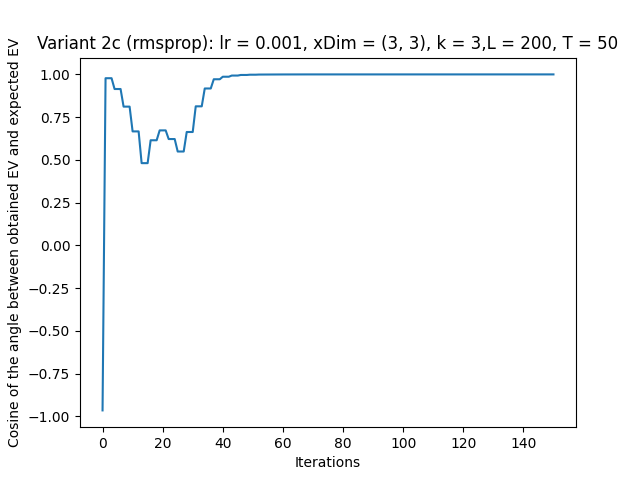 Variant 2c (rmsprop): lr = 0.001, xDim = (3, 3), k = 3,L = 200, T = 50
Cosine of the angle between obtained EV and expected EV
1.00
0.75
0.50
0.25
0.00
−0.25
−0.50
−0.75
−1.00
0 20 40 60 80 100 120 140
Iterations